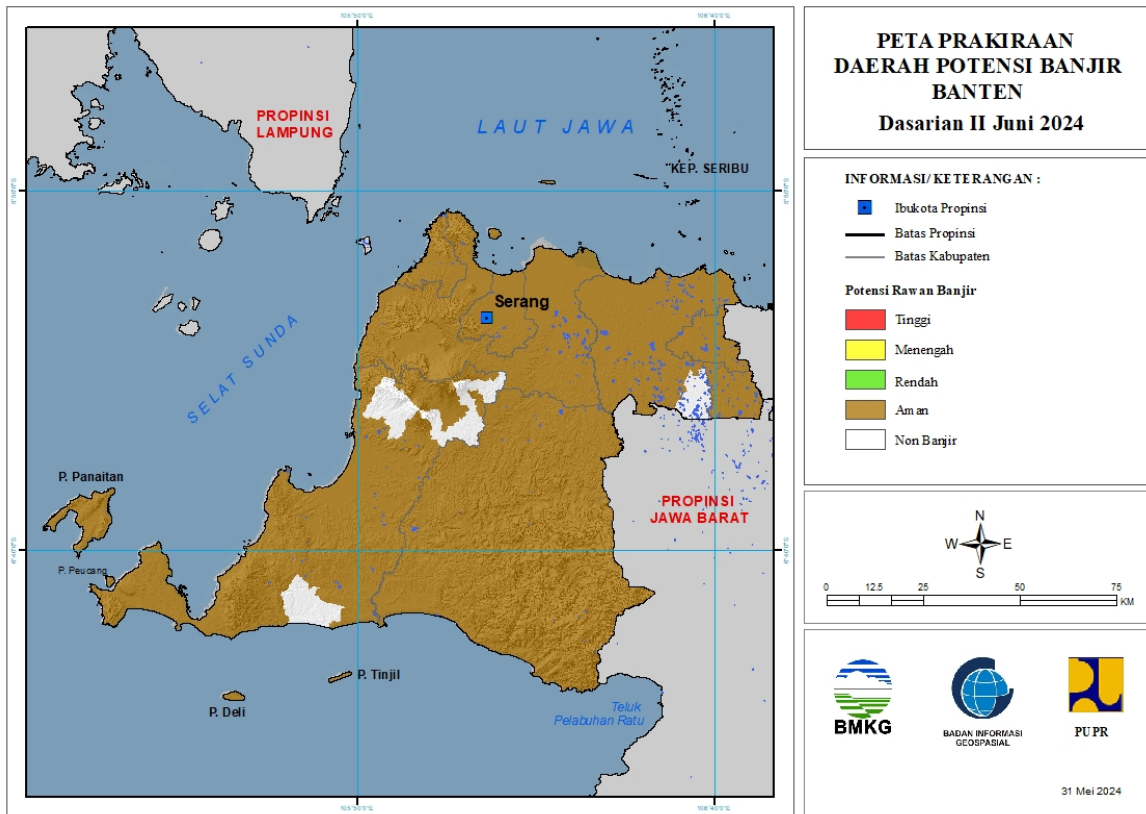 PETA PRAKIRAAN
DAERAH POTENSI BANJIR
BANTEN
Dasarian II Juni 2024
INFORMASI/ KETERANGAN :
Ibukota Propinsi
Batas Propinsi
Batas Kabupaten
Potensi Rawan Banjir
Tinggi
Menengah
Rendah
Aman
Non Banjir
N
W E
S
0 12.5 25 50 75
KM
BMKG
BADAN INFORMASI
GEOSPASIAL
PUPR
31 Mei 2024
PROPINSI
LAMPUNG
LAUT JAWA
KEP. SERIBU
Serang
SELAT SUNDA
P. Panaitan
P. Peucang
PROPINSI
JAWA BARAT
P. Tinjil
P. Deli
Teluk
Pelabuhan Ratu